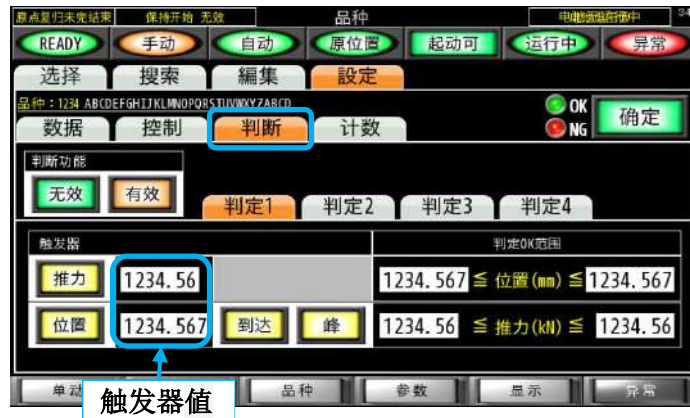 原点复归未完结束 保持开始 无效 品种
READY 手动 自动 原位置 起动可 运行中 异常
选择 搜索 編集 設定
品种：1234 ABCDEFGHIJKLMNOPQRSTUVWXYZABCD
OK
NG
确定
数据 控制 判断 计数
判断功能
无效 有效
判定1 判定2 判定3 判定4
触发器 判定OK范围
推力 1234.56 1234.567 ≦ 位置(mm) ≦ 1234.567
位置 1234.567 到达 峰 1234.56 ≦ 推力(kN) ≦ 1234.56
单动 品种 参数 显示 异常
触发器值